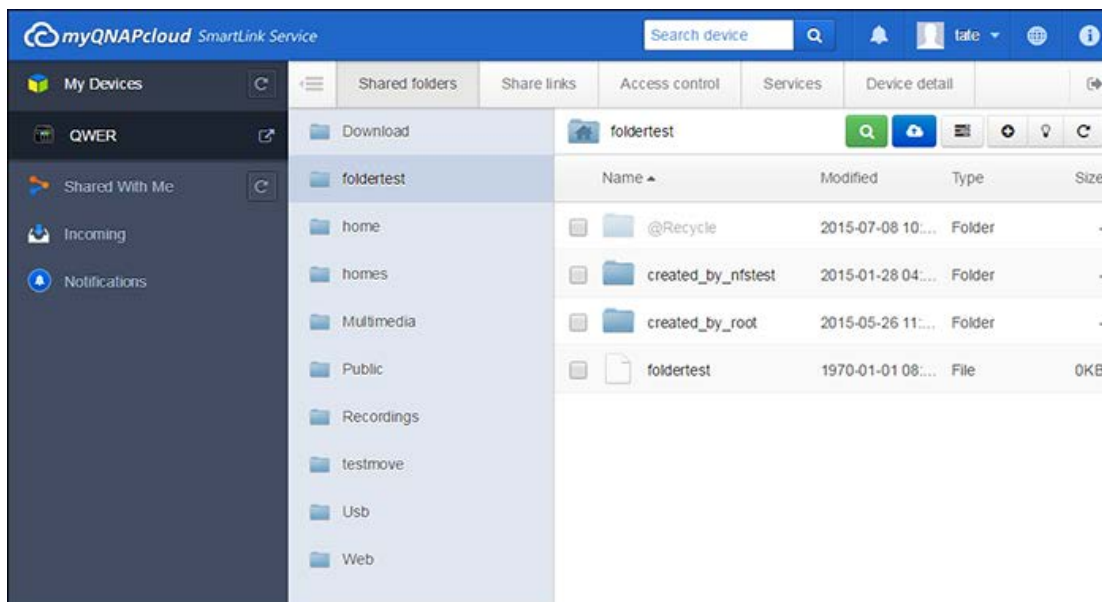 myQNAPcloud SmartLink Service
Search device
tate
My Devices
QWER
Shared With Me
Incoming
Notifications
Shared folders Share links Access control Services Device detail
Download
foldertest
home
homes
Multimedia
Public
Recordings
testmove
Usb
Web
foldertest
Name Modified Type Size
@Recycle 2015-07-08 10:... Folder -
created_by_nfstest 2015-01-28 04:... Folder -
created_by_root 2015-05-26 11:... Folder -
foldertest 1970-01-01 08:... File 0KB